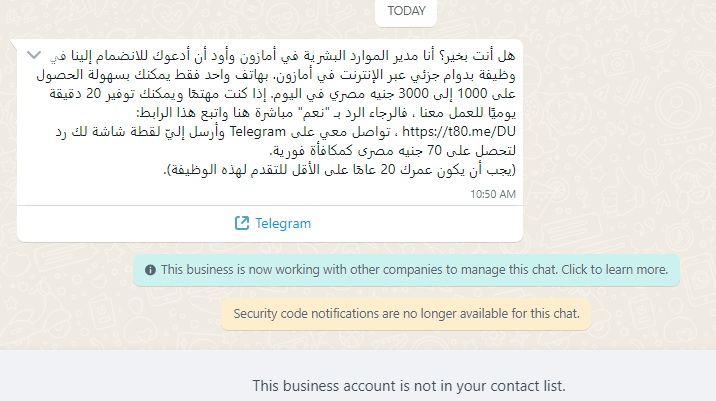 TODAY
هل أنت بخير؟ أنا مدير الموارد البشرية في أمازون وأود أن أدعوك للانضمام إلينا في
وظيفة بدوام جزئي عبر الإنترنت في أمازون. بهاتف واحد فقط يمكنك بسهولة الحصول
على 1000 إلى 3000 جنيه مصري في اليوم. إذا كنت مهتمًا ويمكنك توفير 20 دقيقة
يوميًا للعمل معنا ، فالرجاء الرد بـ "نعم" مباشرة هنا واتبع هذا الرابط:
https://t80.me/DU ، تواصل معي على Telegram وأرسل إليّ لقطة شاشة لك رد
لتحصل على 70 جنيه مصرى كمكافأة فورية.
(يجب أن يكون عمرك 20 عامًا على الأقل للتقدم لهذه الوظيفة).
10:50 AM
Telegram
This business is now working with other companies to manage this chat. Click to learn more.
Security code notifications are no longer available for this chat.
This business account is not in your contact list.